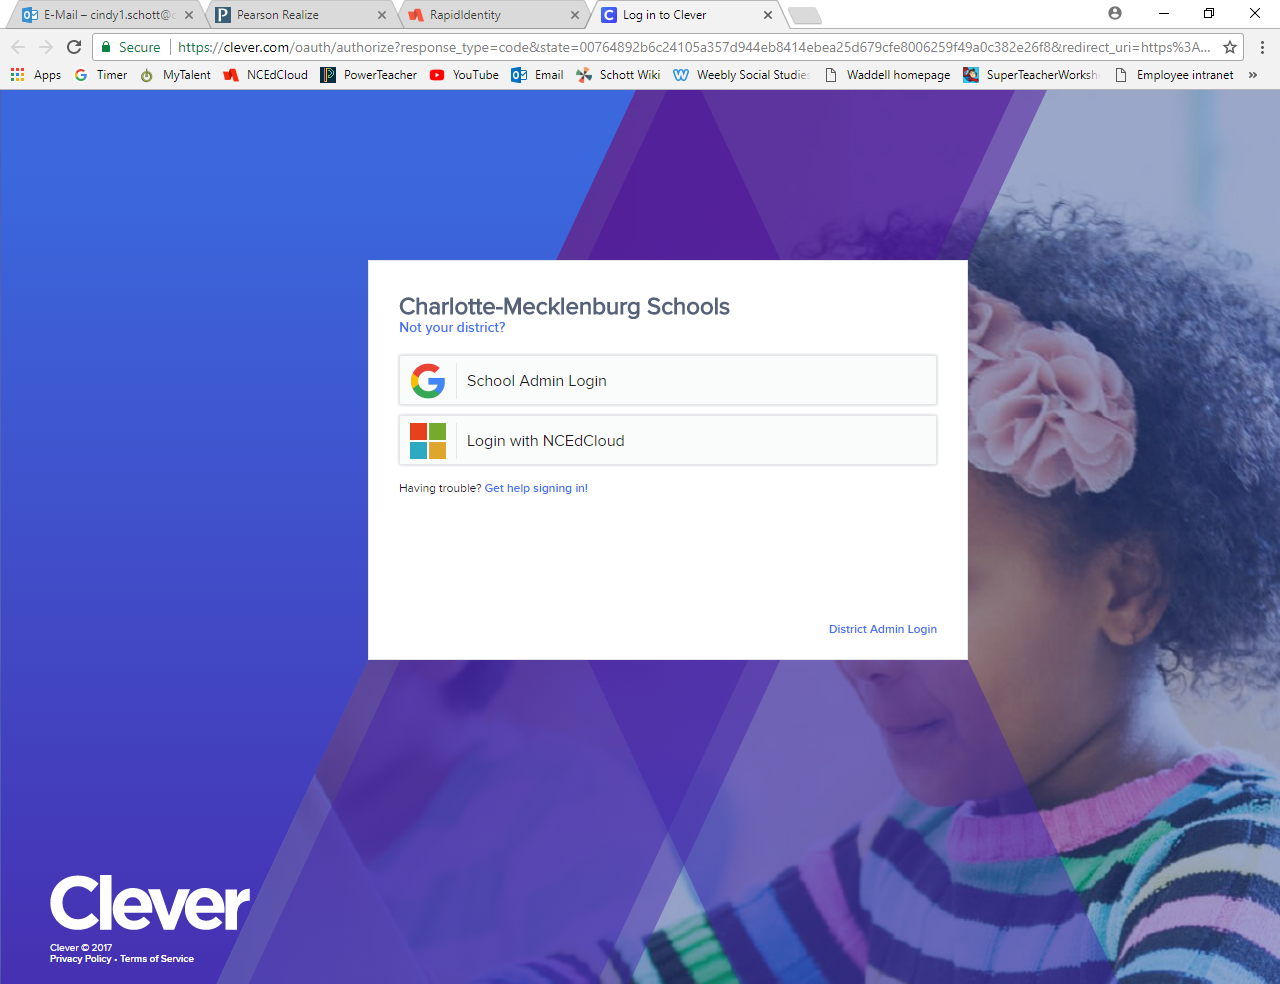 E-Mail – cindy1.schott@c
Pearson Realize
RapidIdentity
Log in to Clever
Secure
https://clever.com/oauth/authorize?response_type=code&state=00764892b6c24105a357d944eb8414ebea25d679cfe8006259f49a0c382e26f8&redirect_uri=https%3A...
Apps
Timer
MyTalent
NCEdCloud
PowerTeacher
YouTube
Email
Schott Wiki
Weebly Social Studies
Waddell homepage
SuperTeacherWorksh
Employee intranet
»
Charlotte-Mecklenburg Schools
Not your district?
School Admin Login
Login with NCEdCloud
Having trouble? Get help signing in!
District Admin Login
Clever
Clever © 2017
Privacy Policy • Terms of Service